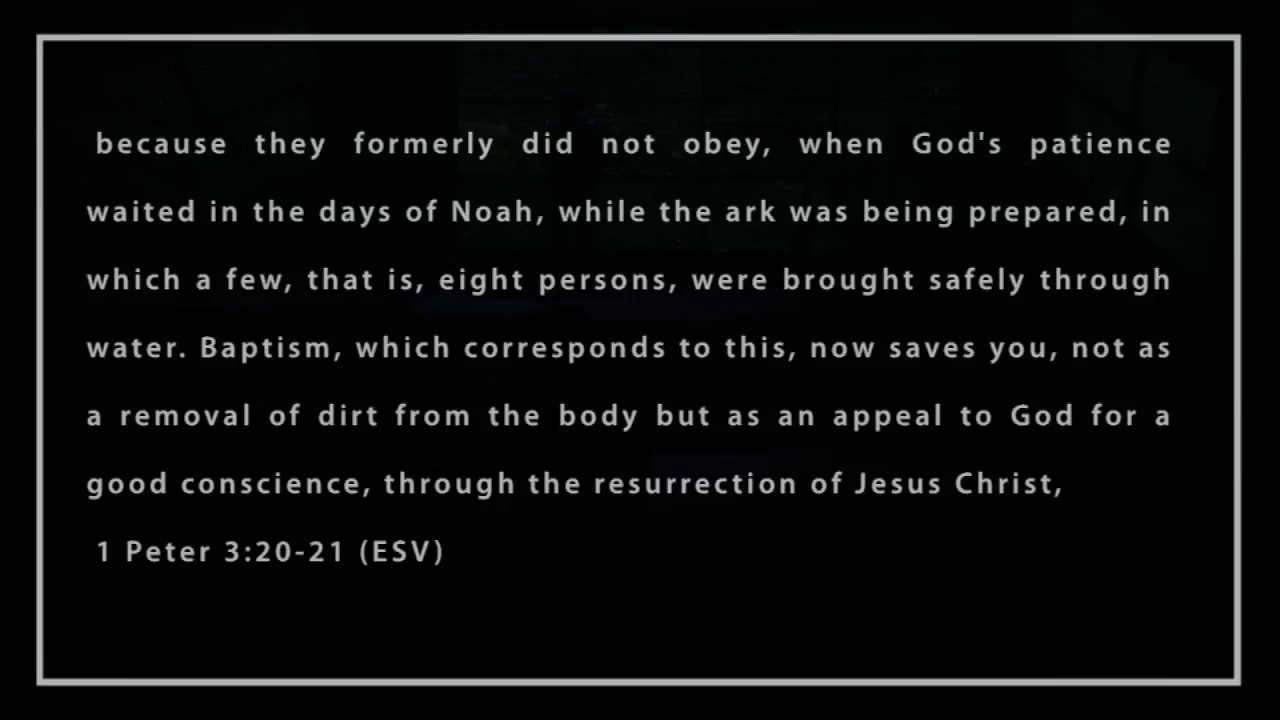 because they formerly did not obey, when God's patience
waited in the days of Noah, while the ark was being prepared, in
which a few, that is, eight persons, were brought safely through
water. Baptism, which corresponds to this, now saves you, not as
a removal of dirt from the body but as an appeal to God for a
good conscience, through the resurrection of Jesus Christ,
1 Peter 3:20-21 (ESV)